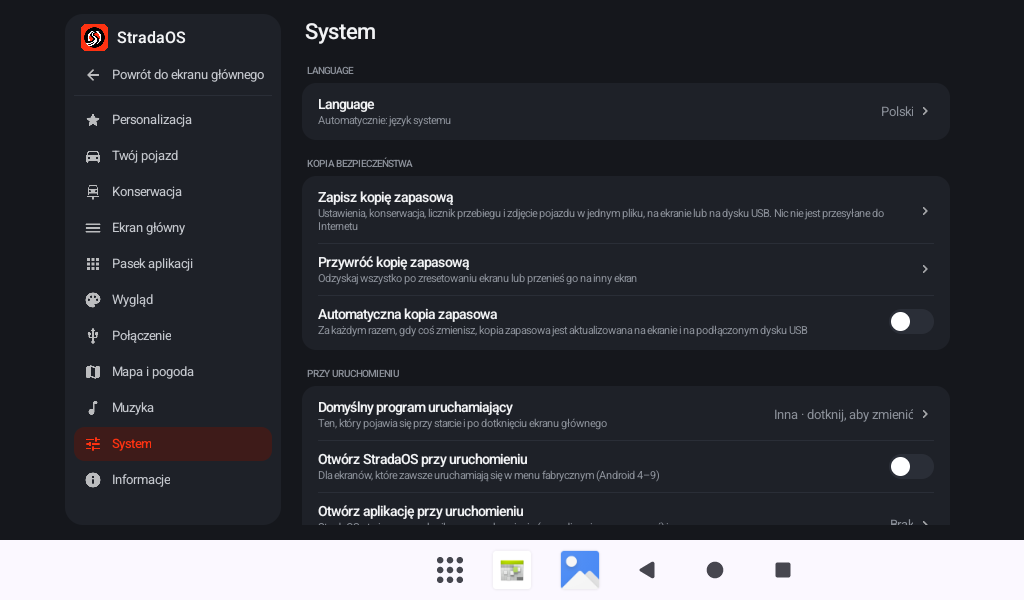 StradaOS
Powrót do ekranu głównego
Personalizacja
Twój pojazd
Konserwacja
Ekran główny
Pasek aplikacji
Wygląd
Połączenie
Mapa i pogoda
Muzyka
System
Informacje
System
LANGUAGE
Language
Automatycznie: język systemu
Polski
KOPIA BEZPIECZEŃSTWA
Zapisz kopię zapasową
Ustawienia, konserwacja, licznik przebiegu i zdjęcie pojazdu w jednym pliku, na ekranie lub na dysku USB. Nic nie jest przesyłane do
Internetu
Przywróć kopię zapasową
Odzyskaj wszystko po zresetowaniu ekranu lub przenieś go na inny ekran
Automatyczna kopia zapasowa
Za każdym razem, gdy coś zmienisz, kopia zapasowa jest aktualizowana na ekranie i na podłączonym dysku USB
PRZY URUCHOMIENIU
Domyślny program uruchamiający
Ten, który pojawia się przy starcie i po dotknięciu ekranu głównego
Inna · dotknij, aby zmienić
Otwórz StradaOS przy uruchomieniu
Dla ekranów, które zawsze uruchamiają się w menu fabrycznym (Android 4–9)
Otwórz aplikację przy uruchomieniu
Brak